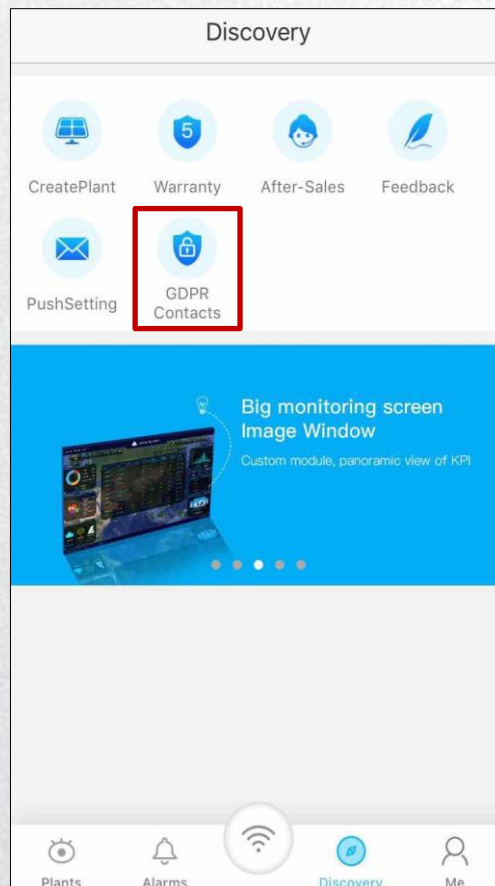 Discovery
CreatePlant
Warranty
After-Sales
Feedback
5
PushSetting
GDPR
Contacts
Big monitoring screen
Image Window
Custom module, panoramic view of KPI
Plants
Alarms
Discovery
Me